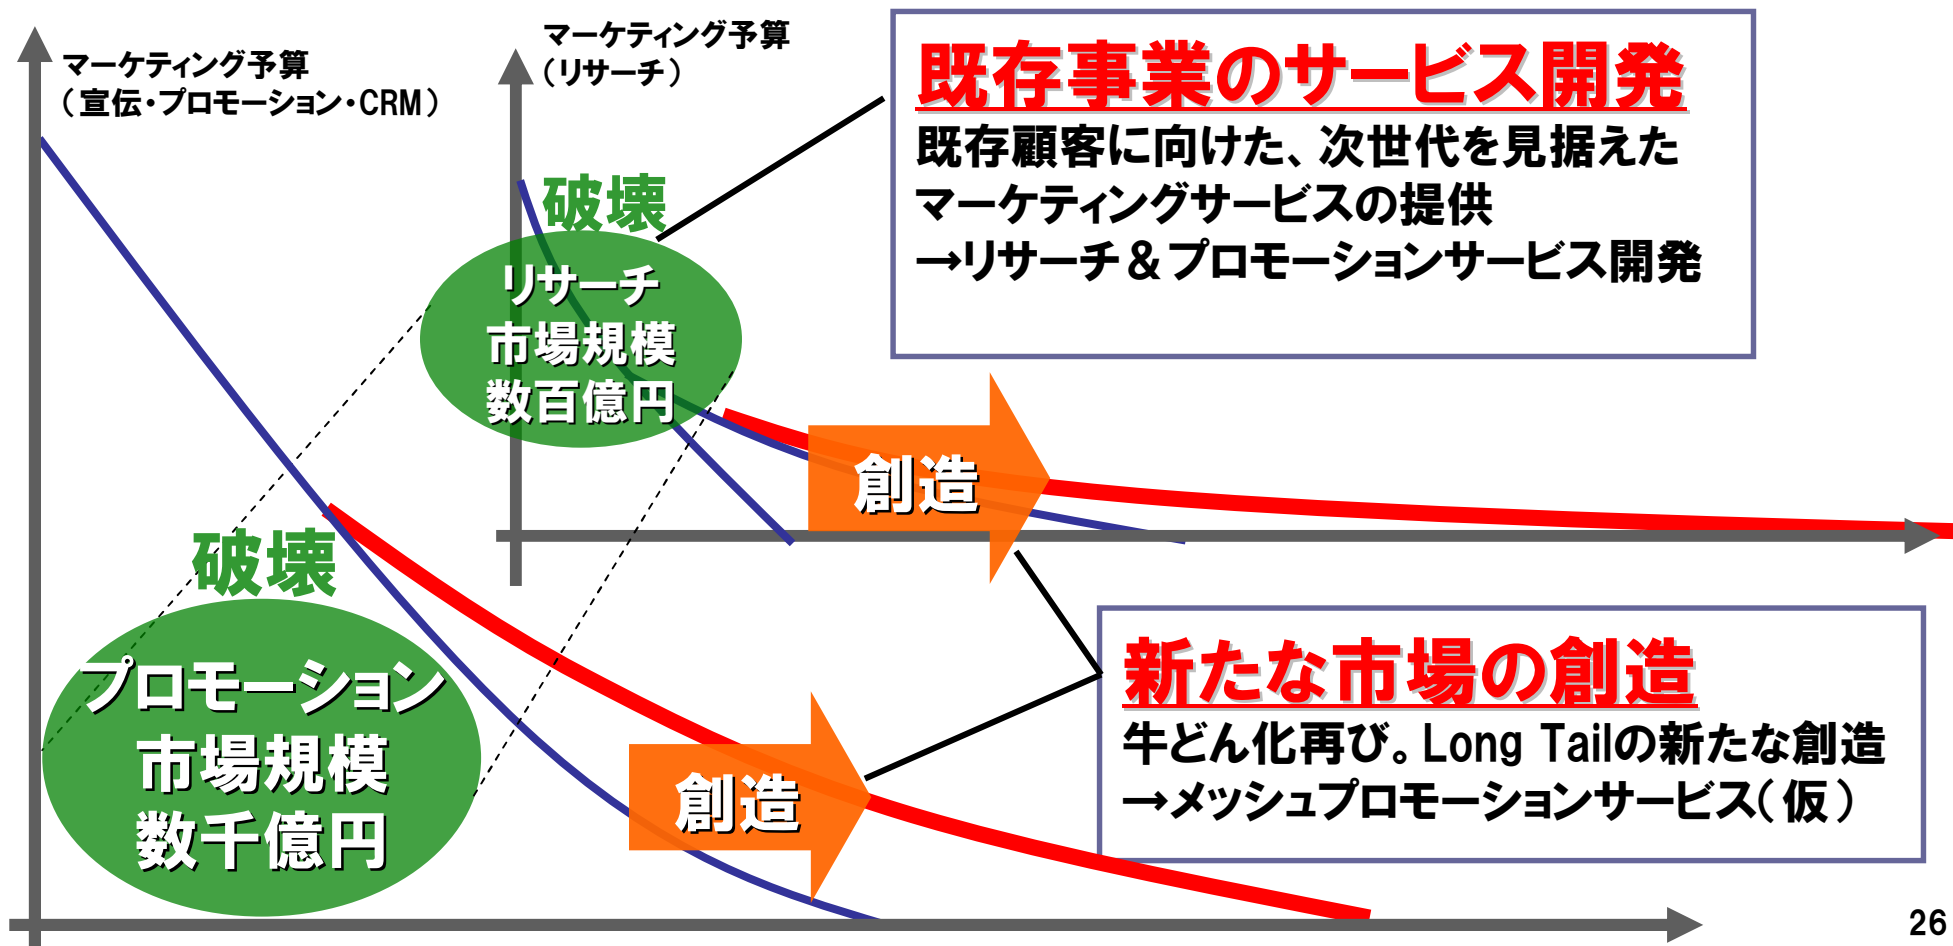 マーケティング予算
（宣伝・プロモーション・CRM）
マーケティング予算
（リサーチ）
既存事業のサービス開発
既存顧客に向けた、次世代を見据えた
マーケティングサービスの提供
→リサーチ＆プロモーションサービス開発
破壊
リサーチ
市場規模
数百億円
創造
破壊
プロモーション
市場規模
数千億円
創造
新たな市場の創造
牛どん化再び。Long Tailの新たな創造
→メッシュプロモーションサービス（仮）
26